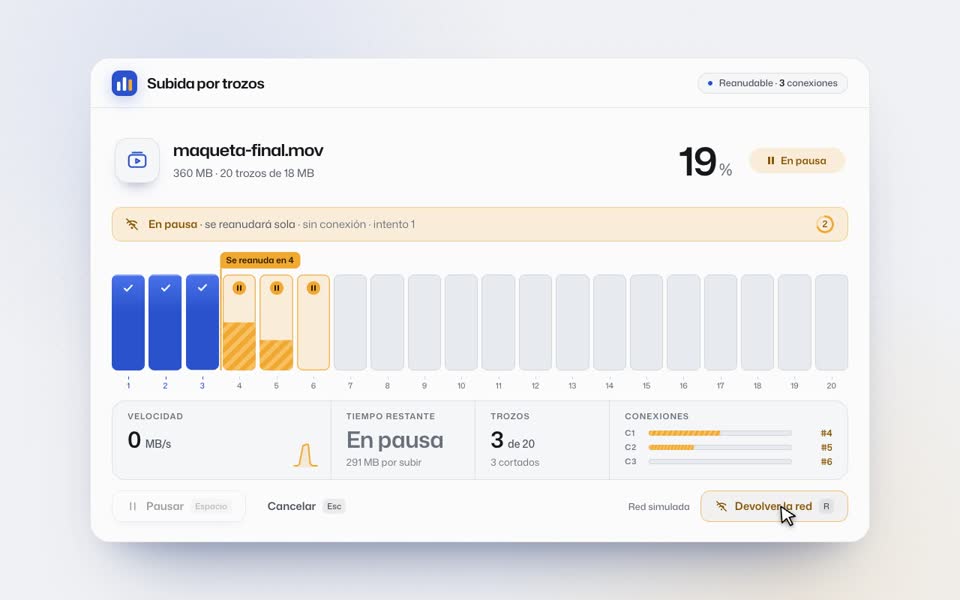 Subida por trozos
Reanudable · 3 conexiones
maqueta-final.mov
360 MB · 20 trozos de 18 MB
19 %
En pausa
En pausa · se reanudará sola · sin conexión · intento 1
2
Se reanuda en 4
1 2 3 4 5 6 7 8 9 10 11 12 13 14 15 16 17 18 19 20
VELOCIDAD
0 MB/s
TIEMPO RESTANTE
En pausa
291 MB por subir
TROZOS
3 de 20
3 cortados
CONEXIONES
C1 #4
C2 #5
C3 #6
Pausar Espacio
Cancelar Esc
Red simulada
Devolver la red R